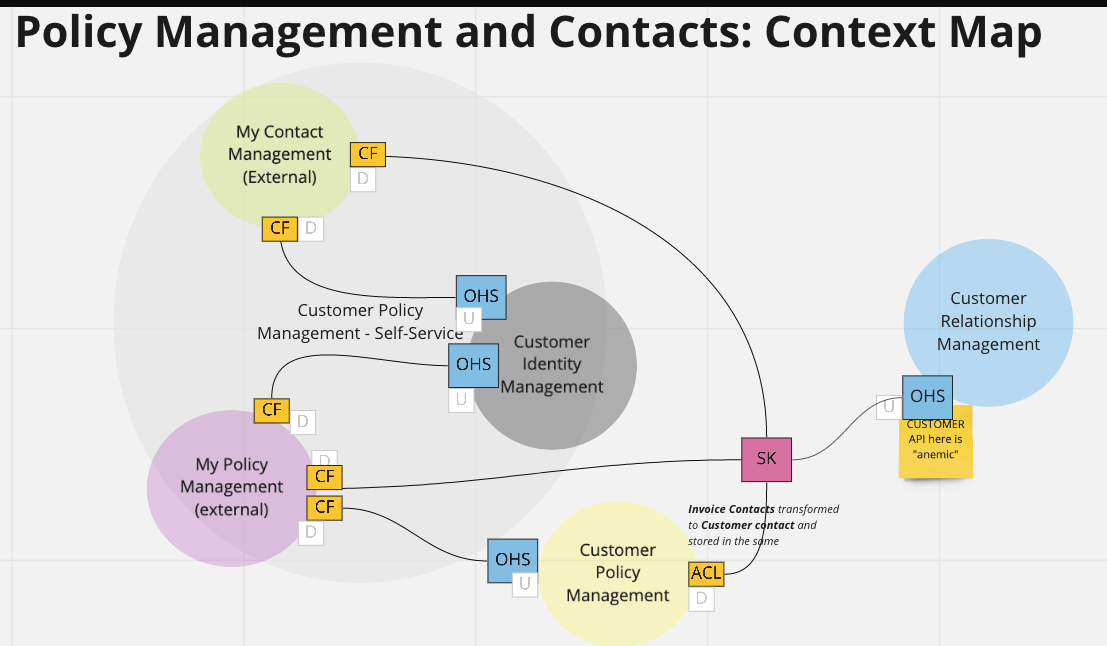 Policy Management and Contacts: Context Map
My Contact
Management
(External)
CF
D
CF
D
OHS
U
Customer Policy
Management - Self-Service
OHS
U
Customer
Identity
Management
CF
D
My Policy
Management
(external)
D
CF
CF
D
OHS
U
Customer
Policy
Management
ACL
D
SK
Invoice Contacts transformed
to Customer contact and
stored in the same
Customer
Relationship
Management
OHS
U
CUSTOMER
API here is
"anemic"